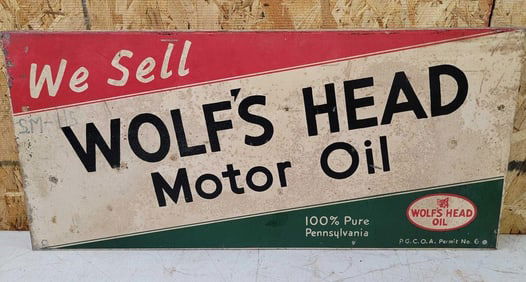 We Sell
WOLF'S HEAD
Motor Oil
100% Pure
Pennsylvania
WOLF'S HEAD
OIL
P.G.C.O.A. Permit No. 6